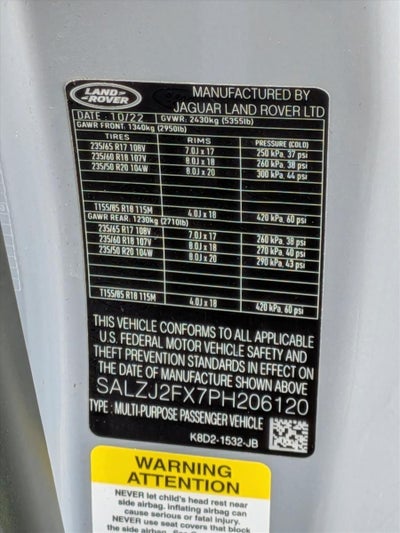 LAND ROVER
MANUFACTURED BY
JAGUAR LAND ROVER LTD
DATE: 10/22 GVWR: 2430kg (5355lb)
GAWR FRONT: 1340kg (2950lb)
TIRES RIMS PRESSURE (COLD)
235/65 R17 108V 7.0J x 17 250 kPa, 37 psi
235/60 R18 107V 8.0J x 18 260 kPa, 38 psi
235/50 R20 104W 8.0J x 20 300 kPa, 44 psi
T155/85 R18 115M 4.0J x 18 420 kPa, 60 psi
GAWR REAR: 1230kg (2710lb)
235/65 R17 108V 7.0J x 17 260 kPa, 38 psi
235/60 R18 107V 8.0J x 18 270 kPa, 40 psi
235/50 R20 104W 8.0J x 20 290 kPa, 43 psi
T155/85 R18 115M 4.0J x 18 420 kPa, 60 psi
THIS VEHICLE CONFORMS TO ALL APPLICABLE
U.S. FEDERAL MOTOR VEHICLE SAFETY AND
THEFT PREVENTION STANDARDS IN EFFECT ON
THE DATE OF MANUFACTURE SHOWN ABOVE.
SALZJ2FX7PH206120
TYPE : MULTI-PURPOSE PASSENGER VEHICLE
K8D2-1532-JB
WARNING
ATTENTION
NEVER let child's head rest near
side airbag. Inflating airbag can
cause serious or fatal injury.
NEVER use seat covers that block
the side airbag.